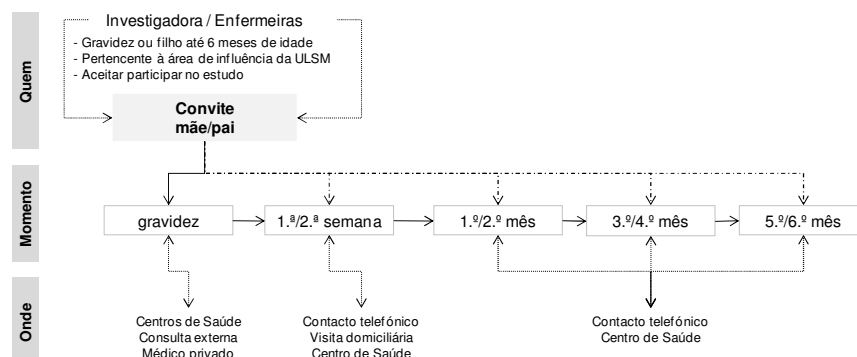 Investigadora / Enfermeiras
- Gravidez ou filho até 6 meses de idade
- Pertencente à área de influência da ULSM
- Aceitar participar no estudo
Quem
Convite
mãe/pai
Momento
gravidez
1.ª/2.ª semana
1.º/2.º mês
3.º/4.º mês
5.º/6.º mês
Onde
Centros de Saúde
Consulta externa
Médico privado
Contacto telefónico
Visita domiciliária
Centro de Saúde
Contacto telefónico
Centro de Saúde